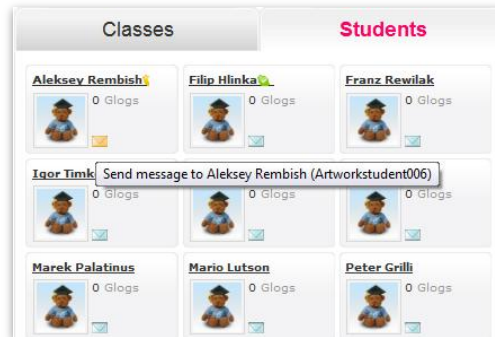 Classes Students
Aleksey Rembish Filip Hlinka Franz Rewilak
0 Glogs 0 Glogs 0 Glogs
Igor Send message to Aleksey Rembish (Artworkstudent006)
0 Glogs 0 Glogs 0 Glogs
Marek Palatinus Mario Lutson Peter Grilli
0 Glogs 0 Glogs 0 Glogs